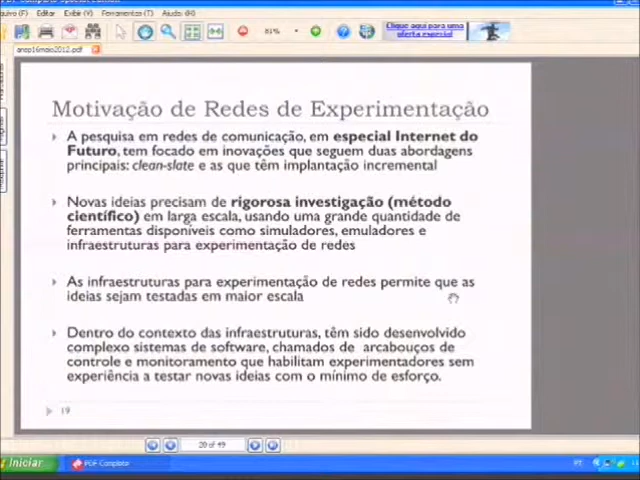 Editar Exibir (V) Ferramentas (T) Ajuda (H)
81%
Clique aqui para uma
oferta especial
anep16maio2012.pdf
Motivação de Redes de Experimentação
A pesquisa em redes de comunicação, em especial Internet do
Futuro, tem focado em inovações que seguem duas abordagens
principais: clean-slate e as que têm implantação incremental
Novas ideias precisam de rigorosa investigação (método
científico) em larga escala, usando uma grande quantidade de
ferramentas disponíveis como simuladores, emuladores e
infraestruturas para experimentação de redes
As infraestruturas para experimentação de redes permite que as
ideias sejam testadas em maior escala
Dentro do contexto das infraestruturas, têm sido desenvolvido
complexo sistemas de software, chamados de arcabouços de
controle e monitoramento que habilitam experimentadores sem
experiência a testar novas ideias com o mínimo de esforço.
19
20 of 49
Iniciar
PDF Complete
PT